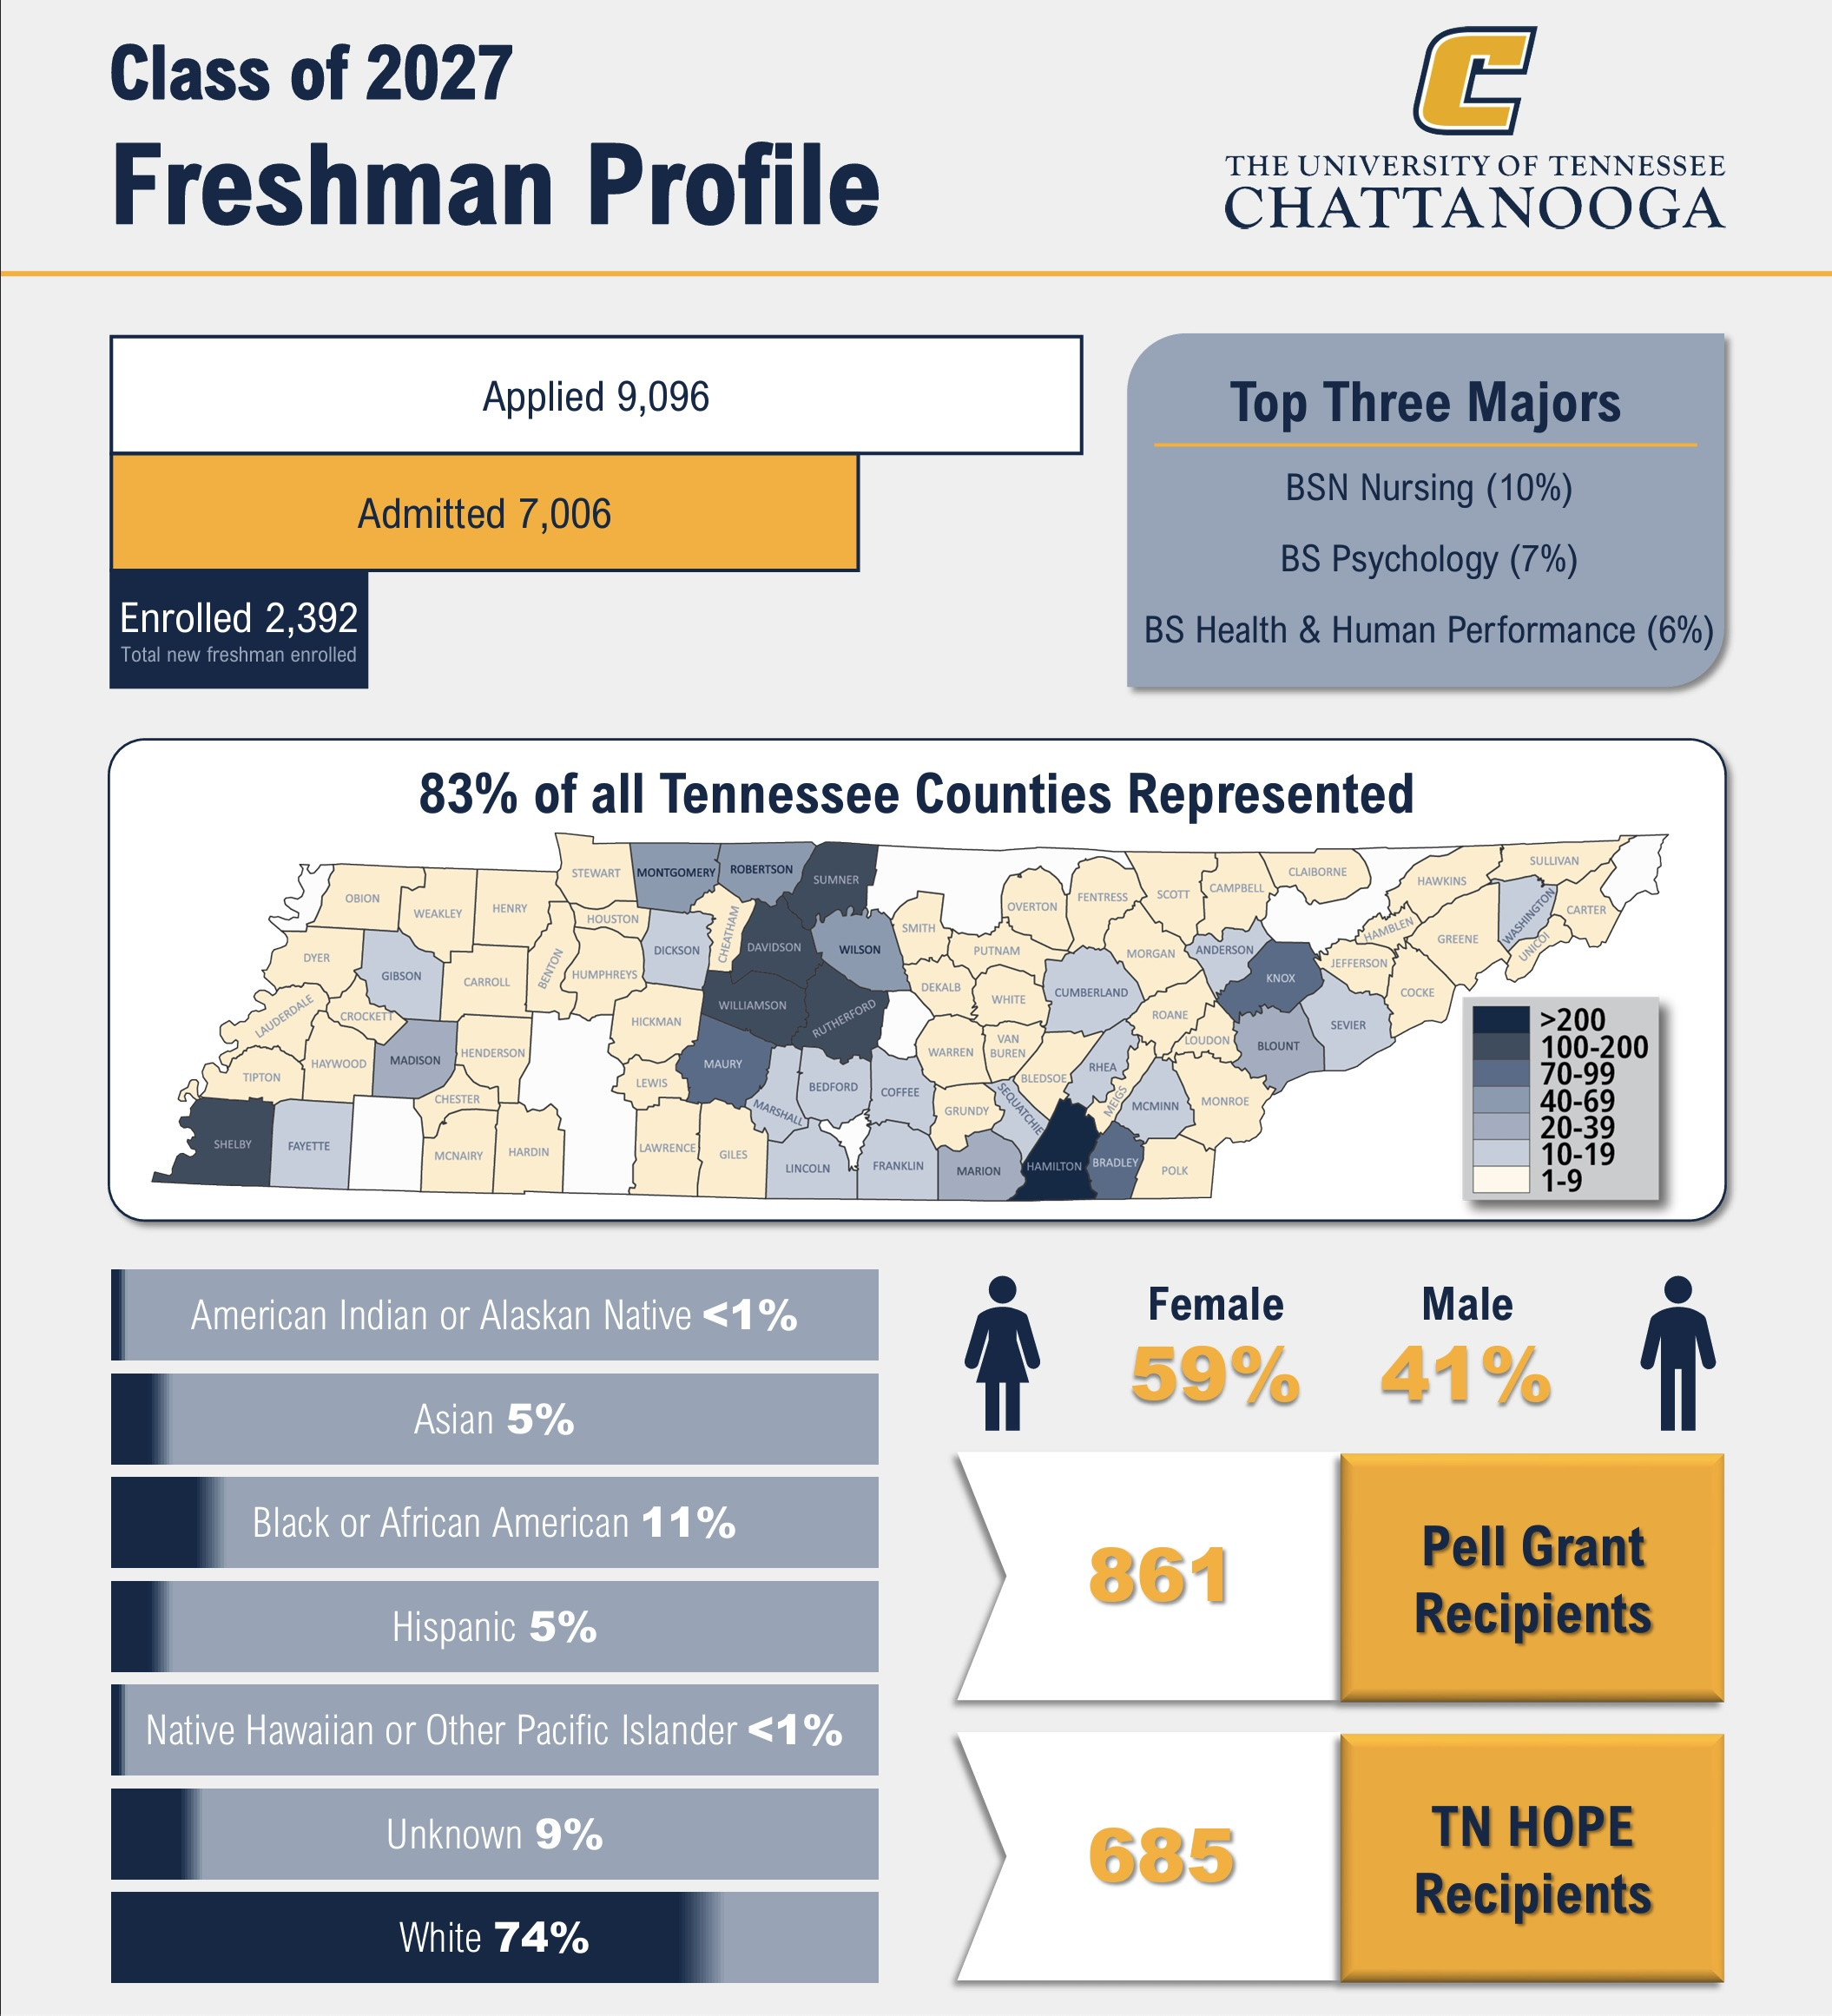 Class of 2027
Freshman Profile
C
THE UNIVERSITY OF TENNESSEE
CHATTANOOGA
Applied 9,096
Admitted 7,006
Enrolled 2,392
Total new freshman enrolled
Top Three Majors
BSN Nursing (10%)
BS Psychology (7%)
BS Health & Human Performance (6%)
83% of all Tennessee Counties Represented
STEWART
MONTGOMERY
ROBERTSON
SUMNER
OBION
WEAKLEY
HENRY
HOUSTON
CHEATHAM
DICKSON
DAVIDSON
WILSON
SMITH
OVERTON
FENTRESS
SCOTT
CAMPBELL
CLAIBORNE
HAWKINS
SULLIVAN
WASHINGTON
CARTER
UNICOI
GREENE
HAMBLEN
JEFFERSON
COCKE
DYER
GIBSON
CARROLL
BENTON
HUMPHREYS
WILLIAMSON
RUTHERFORD
DEKALB
PUTNAM
WHITE
CUMBERLAND
MORGAN
ANDERSON
KNOX
SEVIER
LAUDERDALE
CROCKETT
HAYWOOD
MADISON
HENDERSON
HICKMAN
MAURY
LEWIS
WARREN
VAN
BUREN
BLEDSOE
RHEA
ROANE
LOUDON
BLOUNT
TIPTON
CHESTER
MARSHALL
BEDFORD
COFFEE
GRUNDY
SEQUATCHIE
MEIGS
MCMINN
MONROE
SHELBY
FAYETTE
MCNAIRY
HARDIN
LAWRENCE
GILES
LINCOLN
FRANKLIN
MARION
HAMILTON
BRADLEY
POLK
>200
100-200
70-99
40-69
20-39
10-19
1-9
American Indian or Alaskan Native <1%
Asian 5%
Black or African American 11%
Hispanic 5%
Native Hawaiian or Other Pacific Islander <1%
Unknown 9%
White 74%
Female
59%
Male
41%
861
Pell Grant
Recipients
685
TN HOPE
Recipients